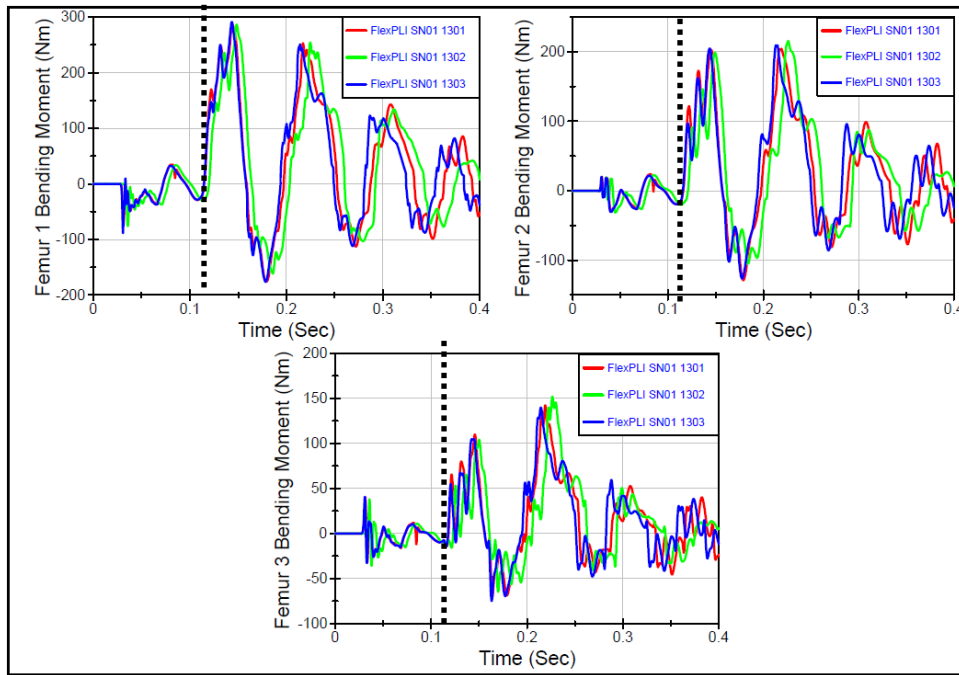 Femur 1 Bending Moment (Nm)
300
250
200
100
0
-100
-200
0
0.1
0.2
0.3
0.4
Time (Sec)
FlexPLI SN01 1301
FlexPLI SN01 1302
FlexPLI SN01 1303
Femur 2 Bending Moment (Nm)
250
200
100
0
-100
0
0.1
0.2
0.3
0.4
Time (Sec)
FlexPLI SN01 1301
FlexPLI SN01 1302
FlexPLI SN01 1303
Femur 3 Bending Moment (Nm)
200
150
100
50
0
-50
-100
0
0.1
0.2
0.3
0.4
Time (Sec)
FlexPLI SN01 1301
FlexPLI SN01 1302
FlexPLI SN01 1303